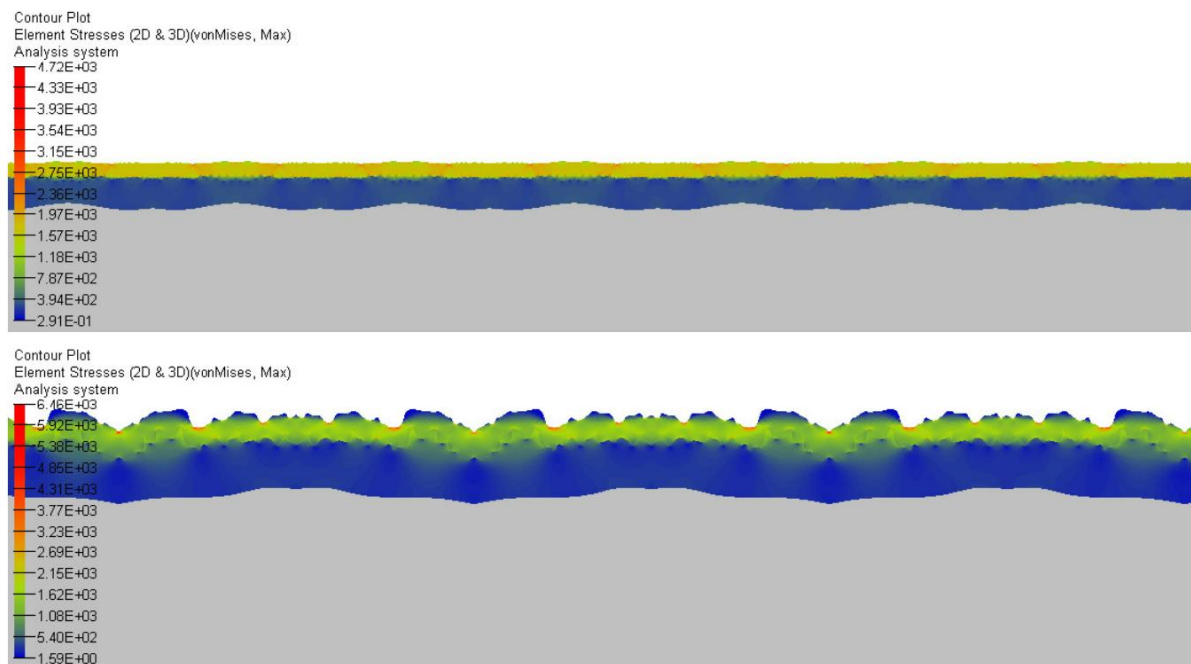 Contour Plot
Element Stresses (2D & 3D)(vonMises, Max)
Analysis system
4.72E+03
4.33E+03
3.93E+03
3.54E+03
3.15E+03
2.75E+03
2.36E+03
1.97E+03
1.57E+03
1.18E+03
7.87E+02
3.94E+02
2.91E-01
Contour Plot
Element Stresses (2D & 3D)(vonMises, Max)
Analysis system
6.46E+03
5.92E+03
5.38E+03
4.85E+03
4.31E+03
3.77E+03
3.23E+03
2.69E+03
2.15E+03
1.62E+03
1.08E+03
5.40E+02
1.59E+00